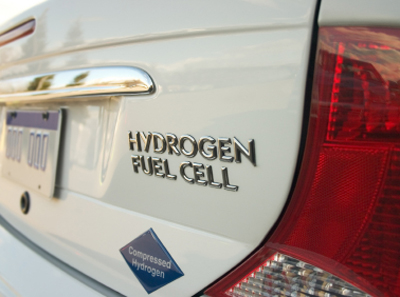 HYDROGEN
FUEL CELL
Compressed
Hydrogen